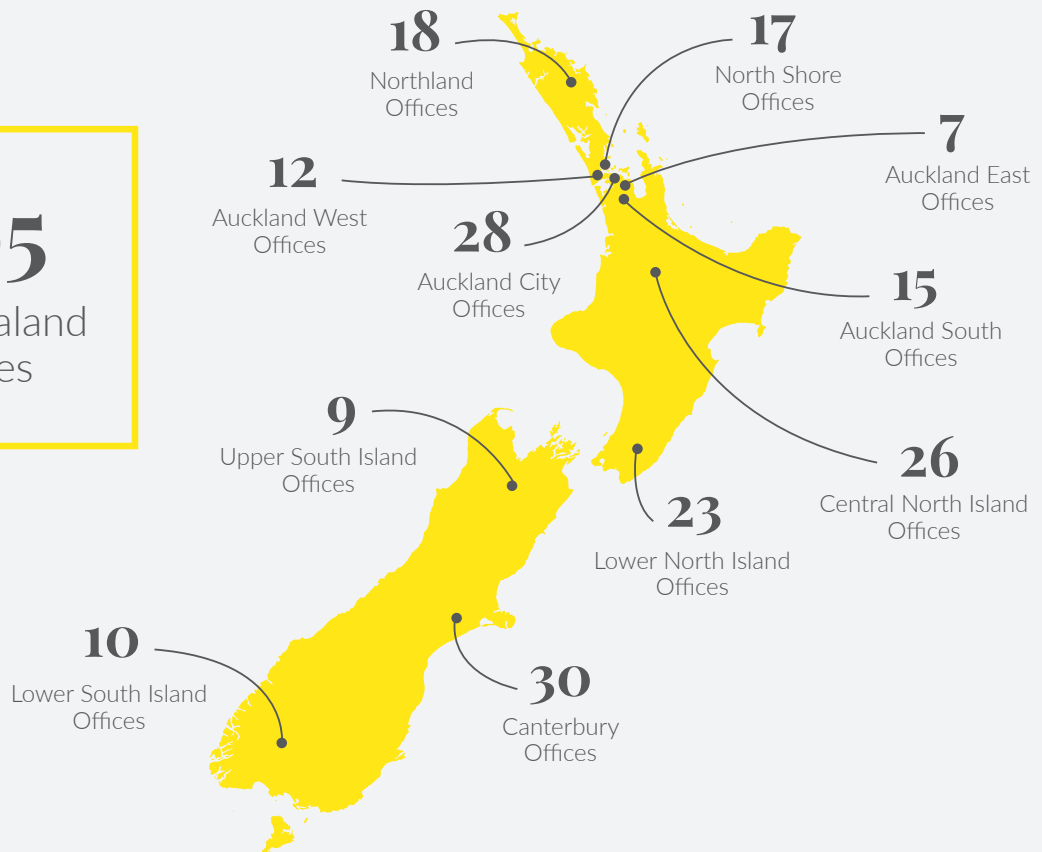 18
Northland
Offices
17
North Shore
Offices
7
Auckland East
Offices
12
Auckland West
Offices
28
Auckland City
Offices
5
aland
es
15
Auckland South
Offices
9
Upper South Island
Offices
26
Central North Island
Offices
23
Lower North Island
Offices
10
Lower South Island
Offices
30
Canterbury
Offices